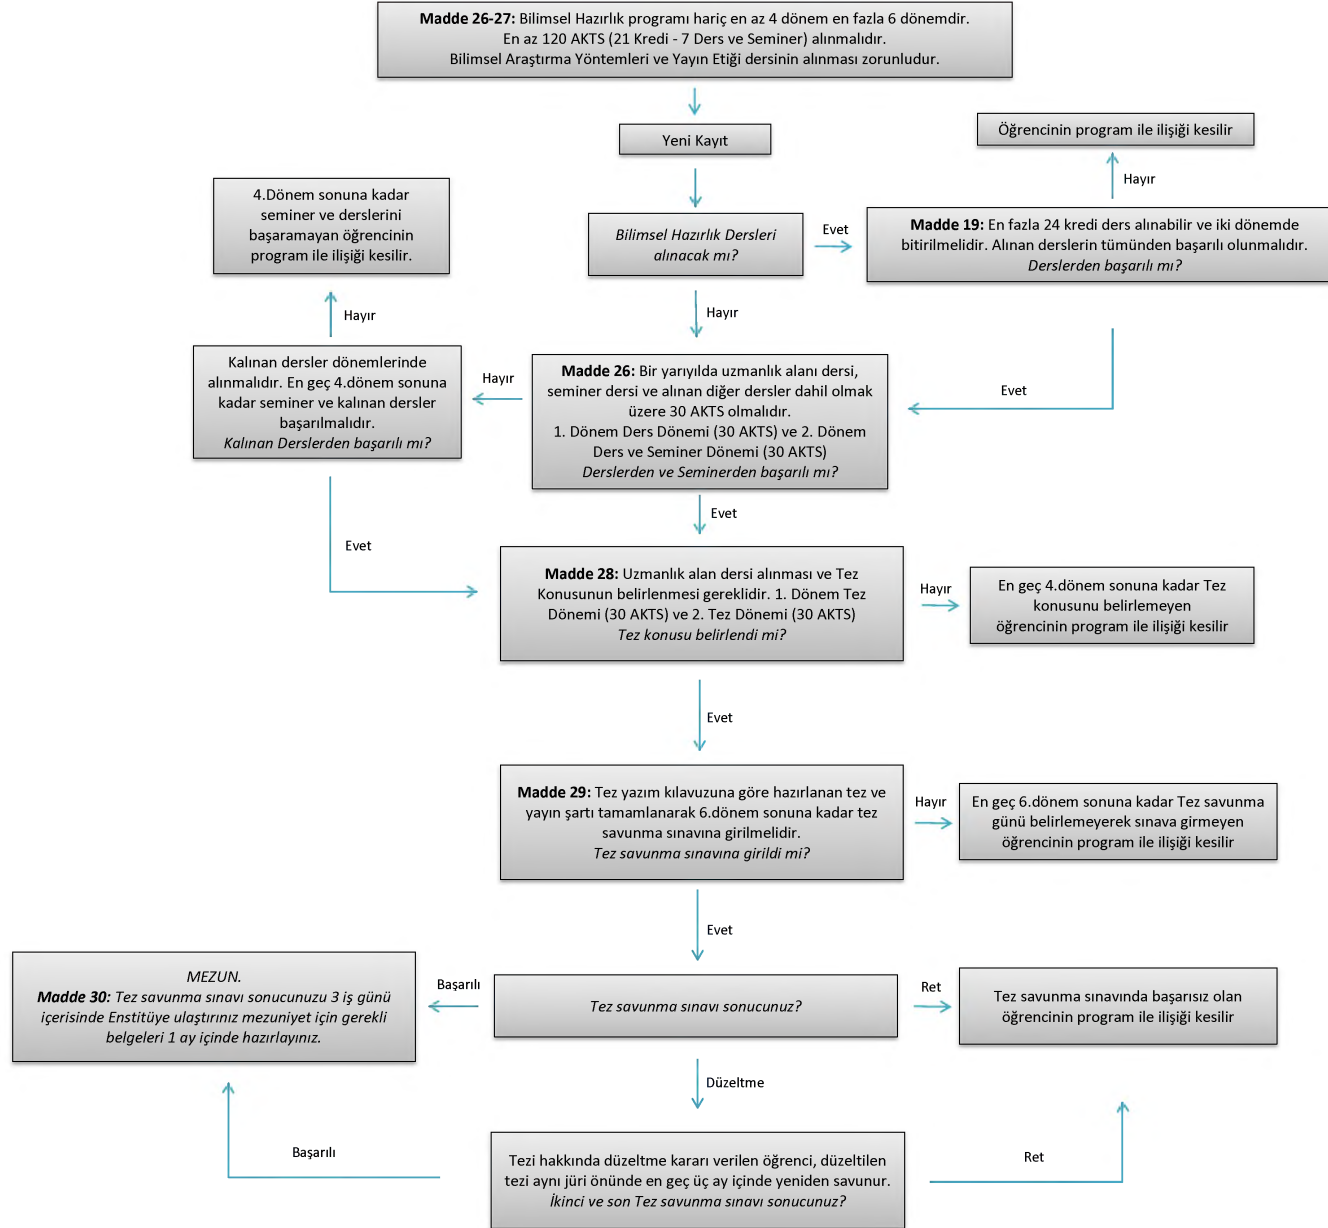 Madde 26-27: Bilimsel Hazırlık programı hariç en az 4 dönem en fazla 6 dönemdir.
En az 120 AKTS (21 Kredi - 7 Ders ve Seminer) alınmalıdır.
Bilimsel Araştırma Yöntemleri ve Yayın Etiği dersinin alınması zorunludur.
Yeni Kayıt
Öğrencinin program ile ilişiği kesilir
Hayır
4.Dönem sonuna kadar
seminer ve derslerini
başaramayan öğrencinin
program ile ilişiği kesilir.
Bilimsel Hazırlık Dersleri
alınacak mı?
Evet
Madde 19: En fazla 24 kredi ders alınabilir ve iki dönemde
bitirilmelidir. Alınan derslerin tümünden başarılı olunmalıdır.
Derslerden başarılı mı?
Hayır
Hayır
Kalınan dersler dönemlerinde
alınmalıdır. En geç 4.dönem sonuna
kadar seminer ve kalınan dersler
başarılmalıdır.
Kalınan Derslerden başarılı mı?
Hayır
Madde 26: Bir yarıyılda uzmanlık alanı dersi,
seminer dersi ve alınan diğer dersler dahil olmak
üzere 30 AKTS olmalıdır.
1. Dönem Ders Dönemi (30 AKTS) ve 2. Dönem
Ders ve Seminer Dönemi (30 AKTS)
Derslerden ve Seminerden başarılı mı?
Evet
Evet
Evet
Madde 28: Uzmanlık alan dersi alınması ve Tez
Konusunun belirlenmesi gereklidir. 1. Dönem Tez
Dönemi (30 AKTS) ve 2. Tez Dönemi (30 AKTS)
Tez konusu belirlendi mi?
Hayır
En geç 4.dönem sonuna kadar Tez
konusunu belirlemeyen
öğrencinin program ile ilişiği kesilir
Evet
Madde 29: Tez yazım kılavuzuna göre hazırlanan tez ve
yayın şartı tamamlanarak 6.dönem sonuna kadar tez
savunma sınavına girilmelidir.
Tez savunma sınavına girildi mi?
Hayır
En geç 6.dönem sonuna kadar Tez savunma
günü belirlemeyerek sınava girmeyen
öğrencinin program ile ilişiği kesilir
Evet
MEZUN.
Madde 30: Tez savunma sınavı sonucunuzu 3 iş günü
içerisinde Enstitüye ulaştırınız mezuniyet için gerekli
belgeleri 1 ay içinde hazırlayınız.
Başarılı
Tez savunma sınavı sonucunuz?
Ret
Tez savunma sınavında başarısız olan
öğrencinin program ile ilişiği kesilir
Düzeltme
Başarılı
Tezi hakkında düzeltme kararı verilen öğrenci, düzeltilen
tezi aynı jüri önünde en geç üç ay içinde yeniden savunur.
İkinci ve son Tez savunma sınavı sonucunuz?
Ret